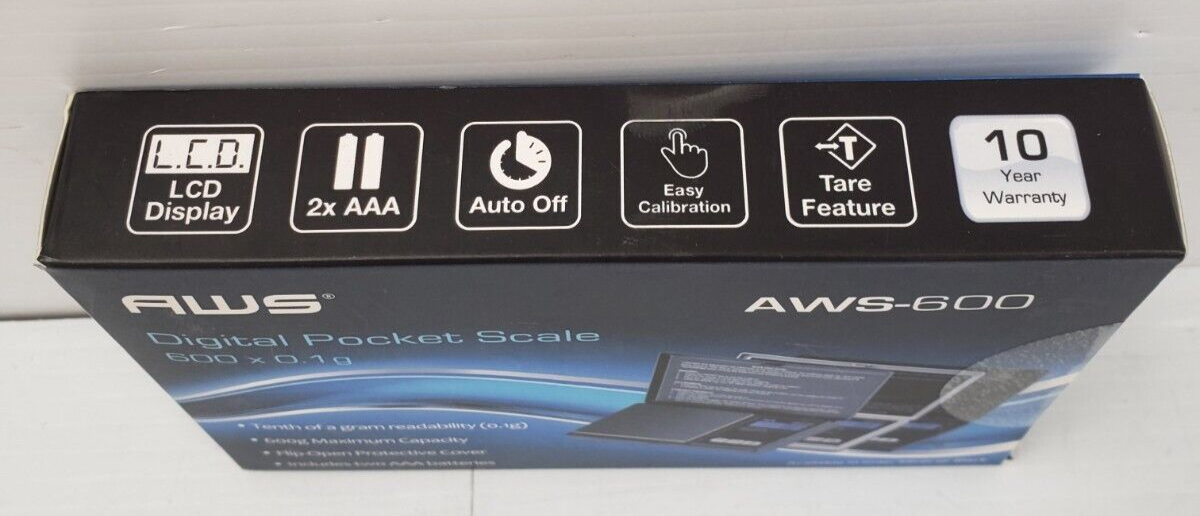 L.C.D.
LCD
Display
2x AAA
Auto Off
Easy
Calibration
T
Tare
Feature
10
Year
Warranty
AWS®
AWS-600
Digital Pocket Scale
600 x 0.1g
• Tenth of a gram readability (0.1g)
• 600g Maximum Capacity
• Flip-Open Protective Cover
• Includes two AAA batteries